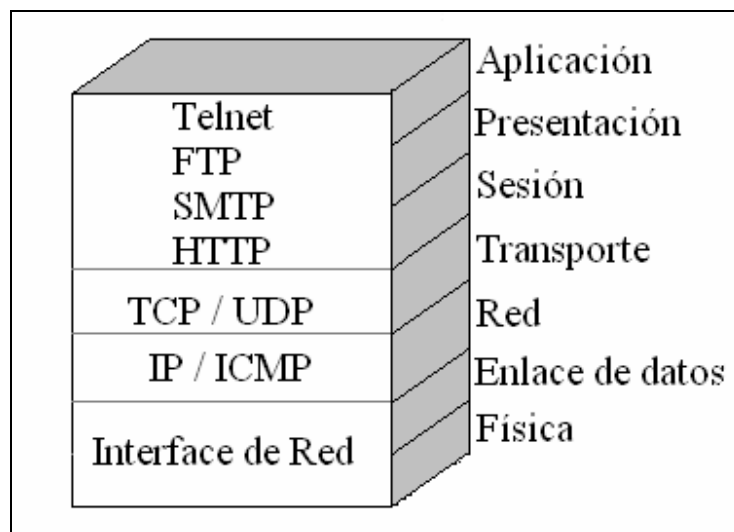 Telnet
FTP
SMTP
HTTP
TCP / UDP
IP / ICMP
Interface de Red
Aplicación
Presentación
Sesión
Transporte
Red
Enlace de datos
Física